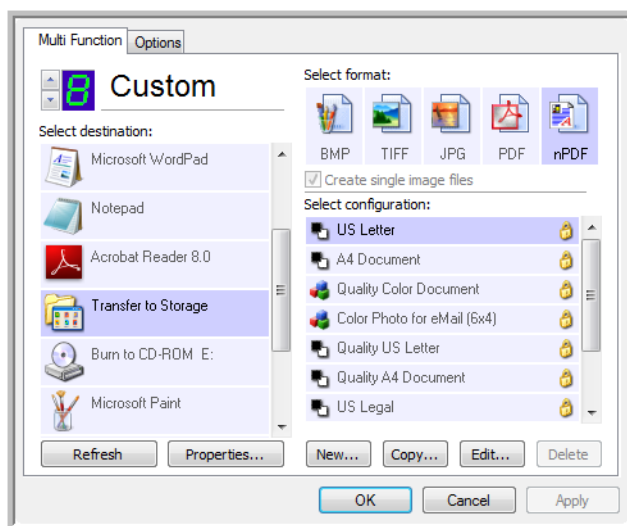 Multi Function
Options
8
Custom
Select destination:
Microsoft WordPad
Notepad
Acrobat Reader 8.0
Transfer to Storage
Burn to CD-ROM E:
Microsoft Paint
Refresh
Properties...
Select format:
BMP
TIFF
JPG
PDF
nPDF
Create single image files
Select configuration:
US Letter
A4 Document
Quality Color Document
Color Photo for eMail (6x4)
Quality US Letter
Quality A4 Document
US Legal
New...
Copy...
Edit...
Delete
OK
Cancel
Apply